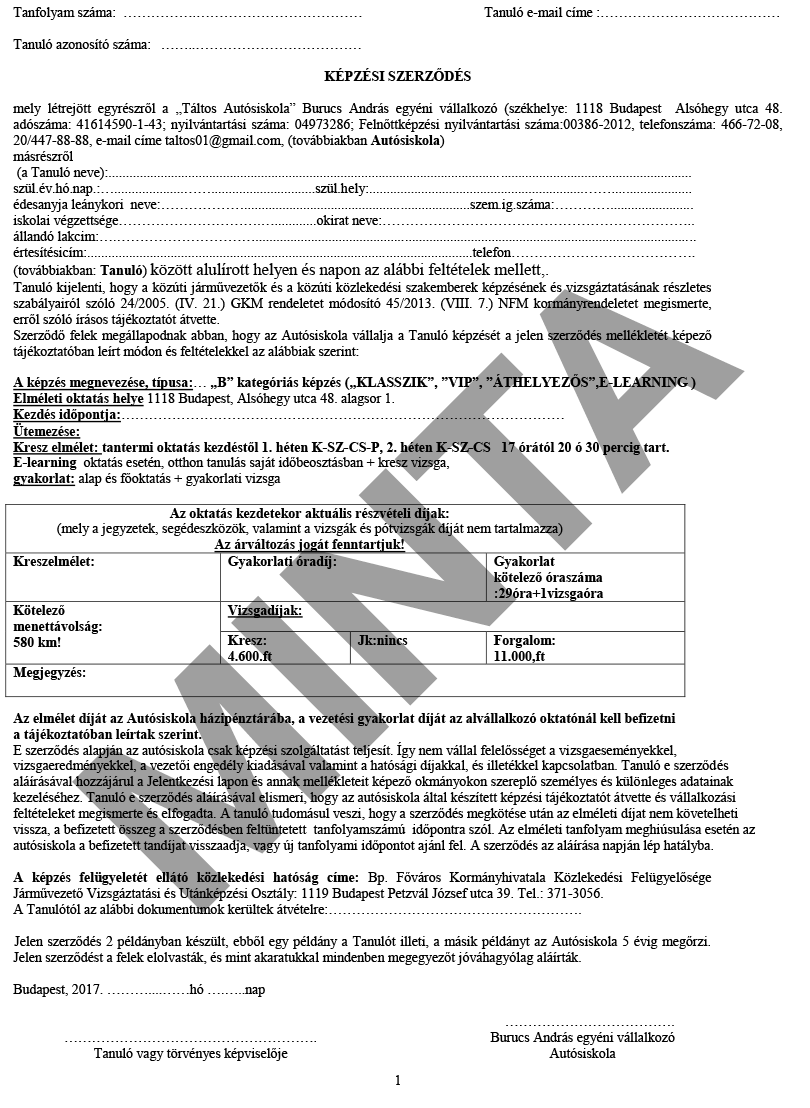 Tanfolyam száma: …………….…………………………… Tanuló e-mail címe :………………………………
Tanuló azonosító száma: ……..……………………………
KÉPZÉSI SZERZŐDÉS
mely létrejött egyrészről a „Táltos Autósiskola” Burucs András egyéni vállalkozó (székhelye: 1118 Budapest Alsóhegy utca 48.
adószáma: 41614590-1-43; nyilvántartási száma: 04973286; Felnőttképzési nyilvántartási száma:00386-2012, telefonszáma: 466-72-08,
20/447-88-88, e-mail címe taltos01@gmail.com, (továbbiakban Autósiskola)
másrészről
(a Tanuló neve):..............................................................................................................
szül.év.hó.nap.:…..................……............................szül.hely:............................................................……......................
édesanyja leánykori neve:………………...............................................................szem.ig.száma:…………......................
iskolai végzettsége……………………………............okirat neve:……………………………………………………..
állandó lakcim:…………………………...............................................................................................................…
értesítésicím:...........................................................................................................telefon……………………………….
(továbbiakban: Tanuló) között alulírott helyen és napon az alábbi feltételek mellett,.
Tanuló kijelenti, hogy a közúti járművezetők és a közúti közlekedési szakemberek képzésének és vizsgáztatásának részletes
szabályairól szóló 24/2005. (IV. 21.) GKM rendeletet módosító 45/2013. (VIII. 7.) NFM kormányrendeletet megismerte,
erről szóló írásos tájékoztatót átvette.
Szerződő felek megállapodnak abban, hogy az Autósiskola vállalja a Tanuló képzését a jelen szerződés mellékletét képező
tájékoztatóban leírt módon és feltételekkel az alábbiak szerint:
A képzés megnevezése, típusa:… „B” kategóriás képzés („KLASSZIK”, ”VIP”, ”ÁTHELYEZŐS”,E-LEARNING )
Elméleti oktatás helye 1118 Budapest, Alsóhegy utca 48. alagsor 1.
Kezdés időpontja:………………………………………………………………………………
Ütemezése:
Kresz elmélet: tantermi oktatás kezdéstől 1. héten K-SZ-CS-P, 2. héten K-SZ-CS 17 órától 20 ó 30 percig tart.
E-learning oktatás esetén, otthon tanulás saját időbeosztásban + kresz vizsga,
gyakorlat: alap és főoktatás + gyakorlati vizsga
Az oktatás kezdetekor aktuális részvételi díjak:
(mely a jegyzetek, segédeszközök, valamint a vizsgák és pótvizsgák díját nem tartalmazza)
Az árváltozás jogát fenntartjuk!
Kreszelmélet: Gyakorlati óradíj: Gyakorlat
kötelező óraszáma
:29óra+1vizsgaóra
Kötelező Vizsgadíjak:
menettávolság:
580 km! Kresz: Jk:nincs Forgalom:
4.600.ft 11.000,ft
Megjegyzés:
Az elmélet díját az Autósiskola házipénztárába, a vezetési gyakorlat díját az alvállalkozó oktatónál kell befizetni
a tájékoztatóban leírtak szerint.
E szerződés alapján az autósiskola csak képzési szolgáltatást teljesít. Így nem vállal felelősséget a vizsgaeseményekkel,
vizsgaeredményekkel, a vezetői engedély kiadásával valamint a hatósági díjakkal, és illetékkel kapcsolatban. Tanuló e szerződés
aláírásával hozzájárul a Jelentkezési lapon és annak mellékleteit képező okmányokon szereplő személyes és különleges adatainak
kezeléséhez. Tanuló e szerződés aláírásával elismeri, hogy az autósiskola által készített képzési tájékoztatót átvette és vállalkozási
feltételeket megismerte és elfogadta. A tanuló tudomásul veszi, hogy a szerződés megkötése után az elméleti díjat nem követelheti
vissza, a befizetett összeg a szerződésben feltüntetett tanfolyamszámú időpontra szól. Az elméleti tanfolyam meghiúsulása esetén az
autósiskola a befizetett tandíjat visszaadja, vagy új tanfolyami időpontot ajánl fel. A szerződés az aláírása napján lép hatályba.
A képzés felügyeletét ellátó közlekedési hatóság címe: Bp. Főváros Kormányhivatala Közlekedési Felügyelősége
Járművezető Vizsgáztatási és Utánképzési Osztály: 1119 Budapest Petzvál József utca 39. Tel.: 371-3056.
A Tanulótól az alábbi dokumentumok kerültek átvételre:……………………………………………
Jelen szerződés 2 példányban készült, ebből egy példány a Tanulót illeti, a másik példányt az Autósiskola 5 évig megőrzi.
Jelen szerződést a felek elolvasták, és mint akaratukkal mindenben megegyezőt jóváhagyólag aláírták.
Budapest, 2017. ………....……hó …..…..nap
……………………………………………. …………………………….
Burucs András egyéni vállalkozó
Tanuló vagy törvényes képviselője Autósiskola
1
MINTA